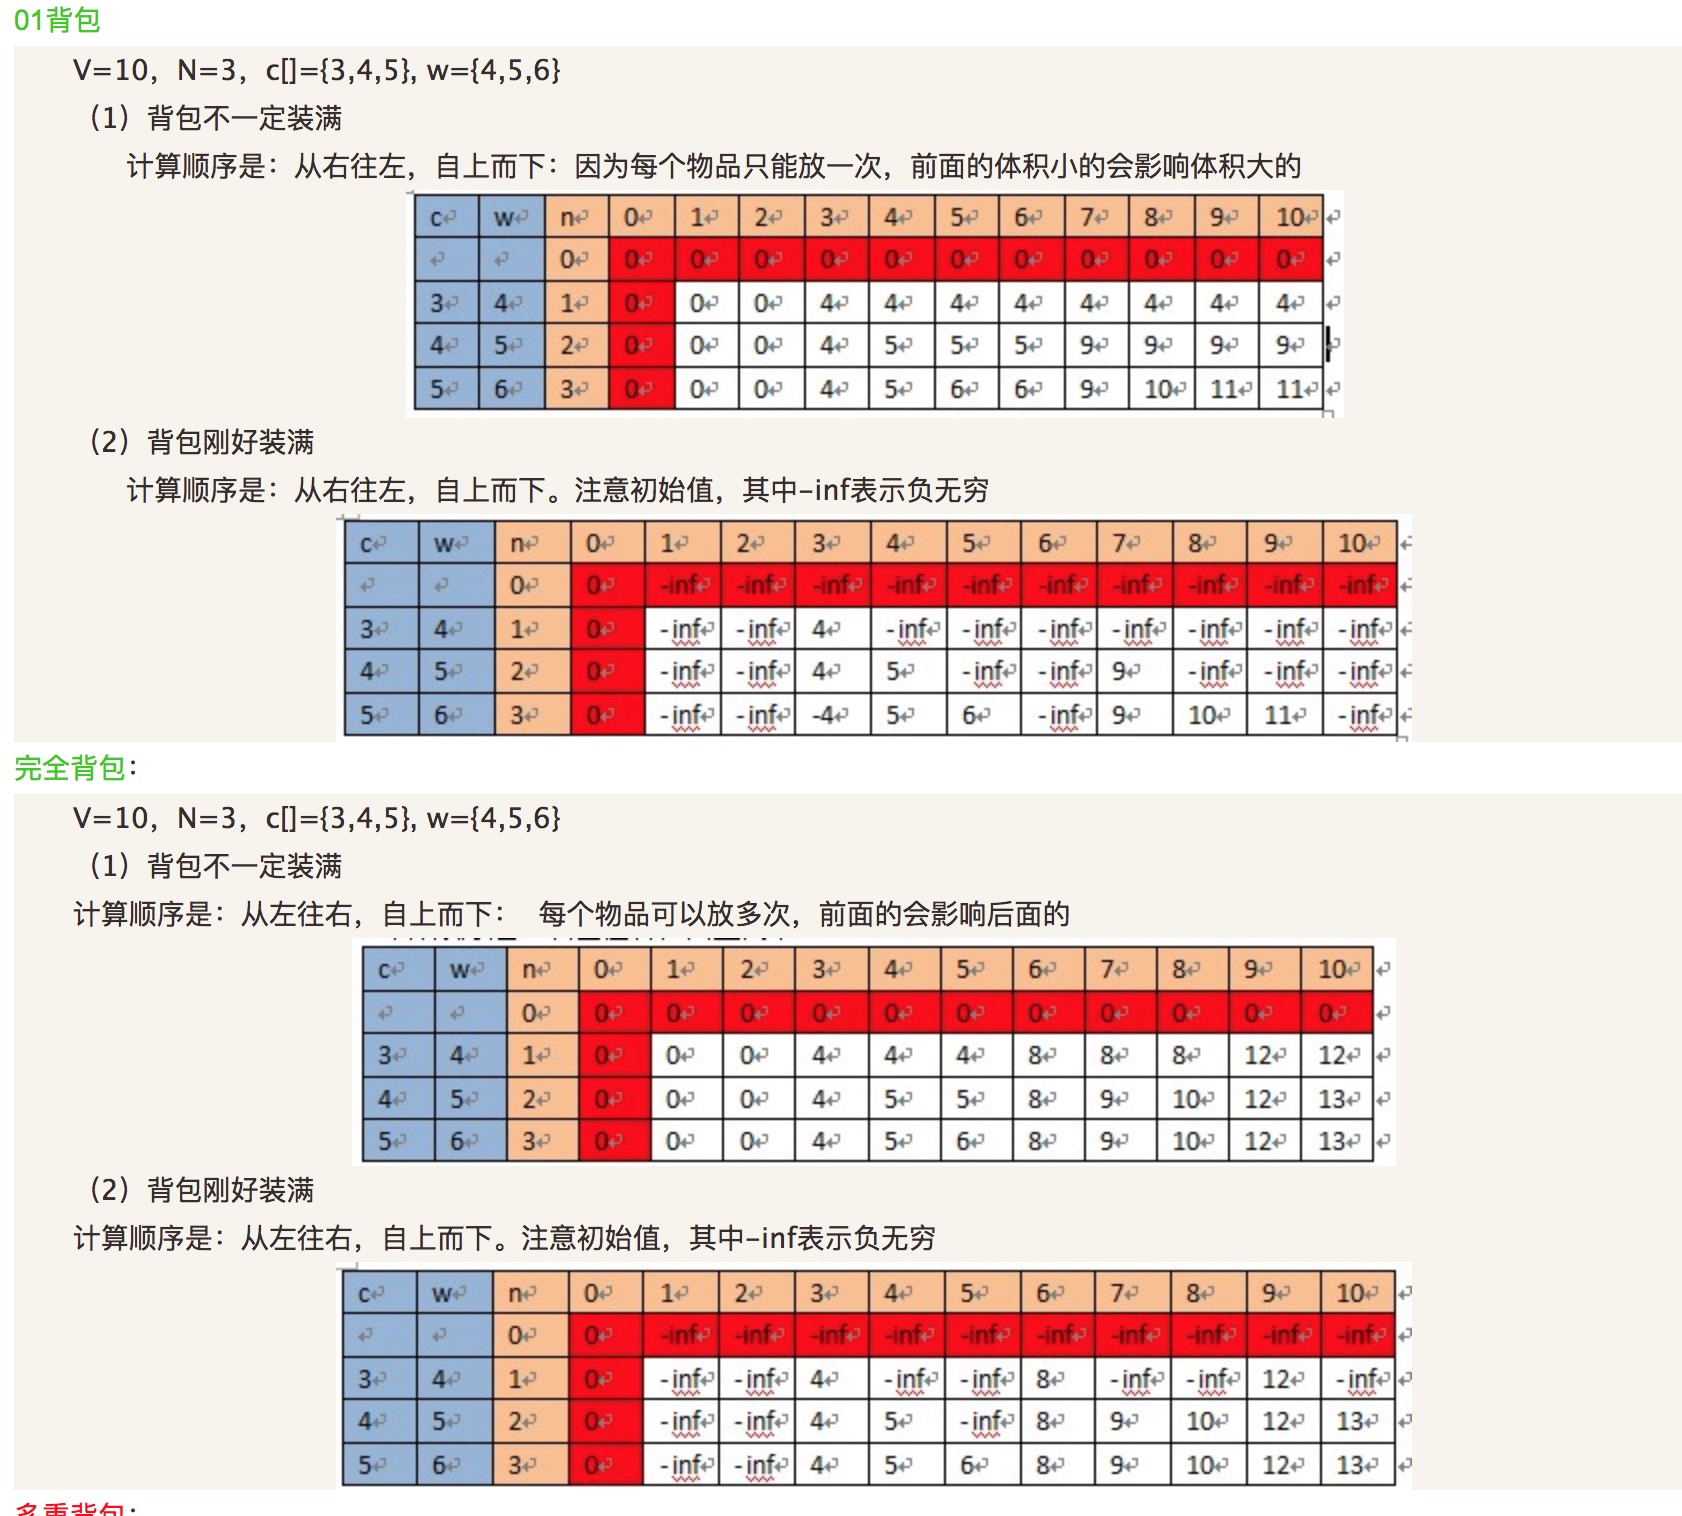 01背包
V=10，N=3，c[]={3,4,5}, w={4,5,6}
（1）背包不一定装满
计算顺序是：从右往左，自上而下：因为每个物品只能放一次，前面的体积小的会影响体积大的
c w n 0 1 2 3 4 5 6 7 8 9 10
0 0 0 0 0 0 0 0 0 0 0 0
3 4 1 0 0 0 4 4 4 4 4 4 4 4
4 5 2 0 0 0 4 5 5 5 9 9 9 9
5 6 3 0 0 0 4 5 6 6 9 10 11 11
（2）背包刚好装满
计算顺序是：从右往左，自上而下。注意初始值，其中-inf表示负无穷
c w n 0 1 2 3 4 5 6 7 8 9 10
0 0 -inf -inf -inf -inf -inf -inf -inf -inf -inf -inf
3 4 1 0 -inf -inf 4 -inf -inf -inf -inf -inf -inf -inf
4 5 2 0 -inf -inf 4 5 -inf -inf 9 -inf -inf -inf
5 6 3 0 -inf -inf -4 5 6 -inf 9 10 11 -inf
完全背包：
V=10，N=3，c[]={3,4,5}, w={4,5,6}
（1）背包不一定装满
计算顺序是：从左往右，自上而下： 每个物品可以放多次，前面的会影响后面的
c w n 0 1 2 3 4 5 6 7 8 9 10
0 0 0 0 0 0 0 0 0 0 0 0
3 4 1 0 0 0 4 4 4 8 8 8 12 12
4 5 2 0 0 0 4 5 5 8 9 10 12 13
5 6 3 0 0 0 4 5 6 8 9 10 12 13
（2）背包刚好装满
计算顺序是：从左往右，自上而下。注意初始值，其中-inf表示负无穷
c w n 0 1 2 3 4 5 6 7 8 9 10
0 0 -inf -inf -inf -inf -inf -inf -inf -inf -inf -inf
3 4 1 0 -inf -inf 4 -inf -inf 8 -inf -inf 12 -inf
4 5 2 0 -inf -inf 4 5 -inf 8 9 10 12 13
5 6 3 0 -inf -inf 4 5 6 8 9 10 12 13
多重背包：